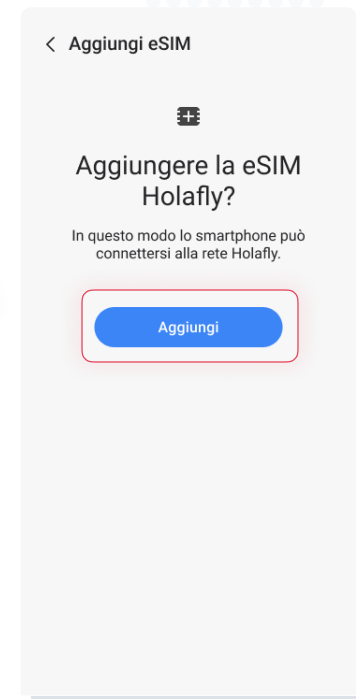 Aggiungi eSIM
Aggiungere la eSIM
Holafly?
In questo modo lo smartphone può
connettersi alla rete Holafly.
Aggiungi